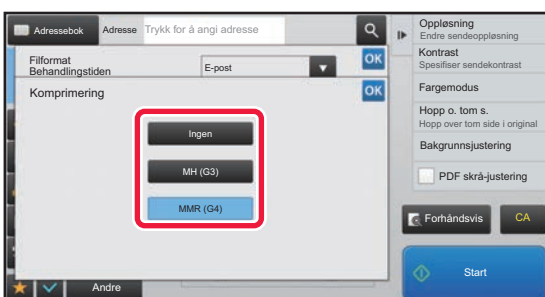 Adressebok
Adresse
Trykk for å angi adresse
Filformat
Behandlingstiden
E-post
OK
Komprimering
OK
Ingen
MH (G3)
MMR (G4)
Andre
Oppløsning
Endre sendeoppløsning
Kontrast
Spesifiser sendekontrast
Fargemodus
Hopp o. tom s.
Hopp over tom side i original
Bakgrunnsjustering
PDF skrå-justering
Forhåndsvis
CA
Start